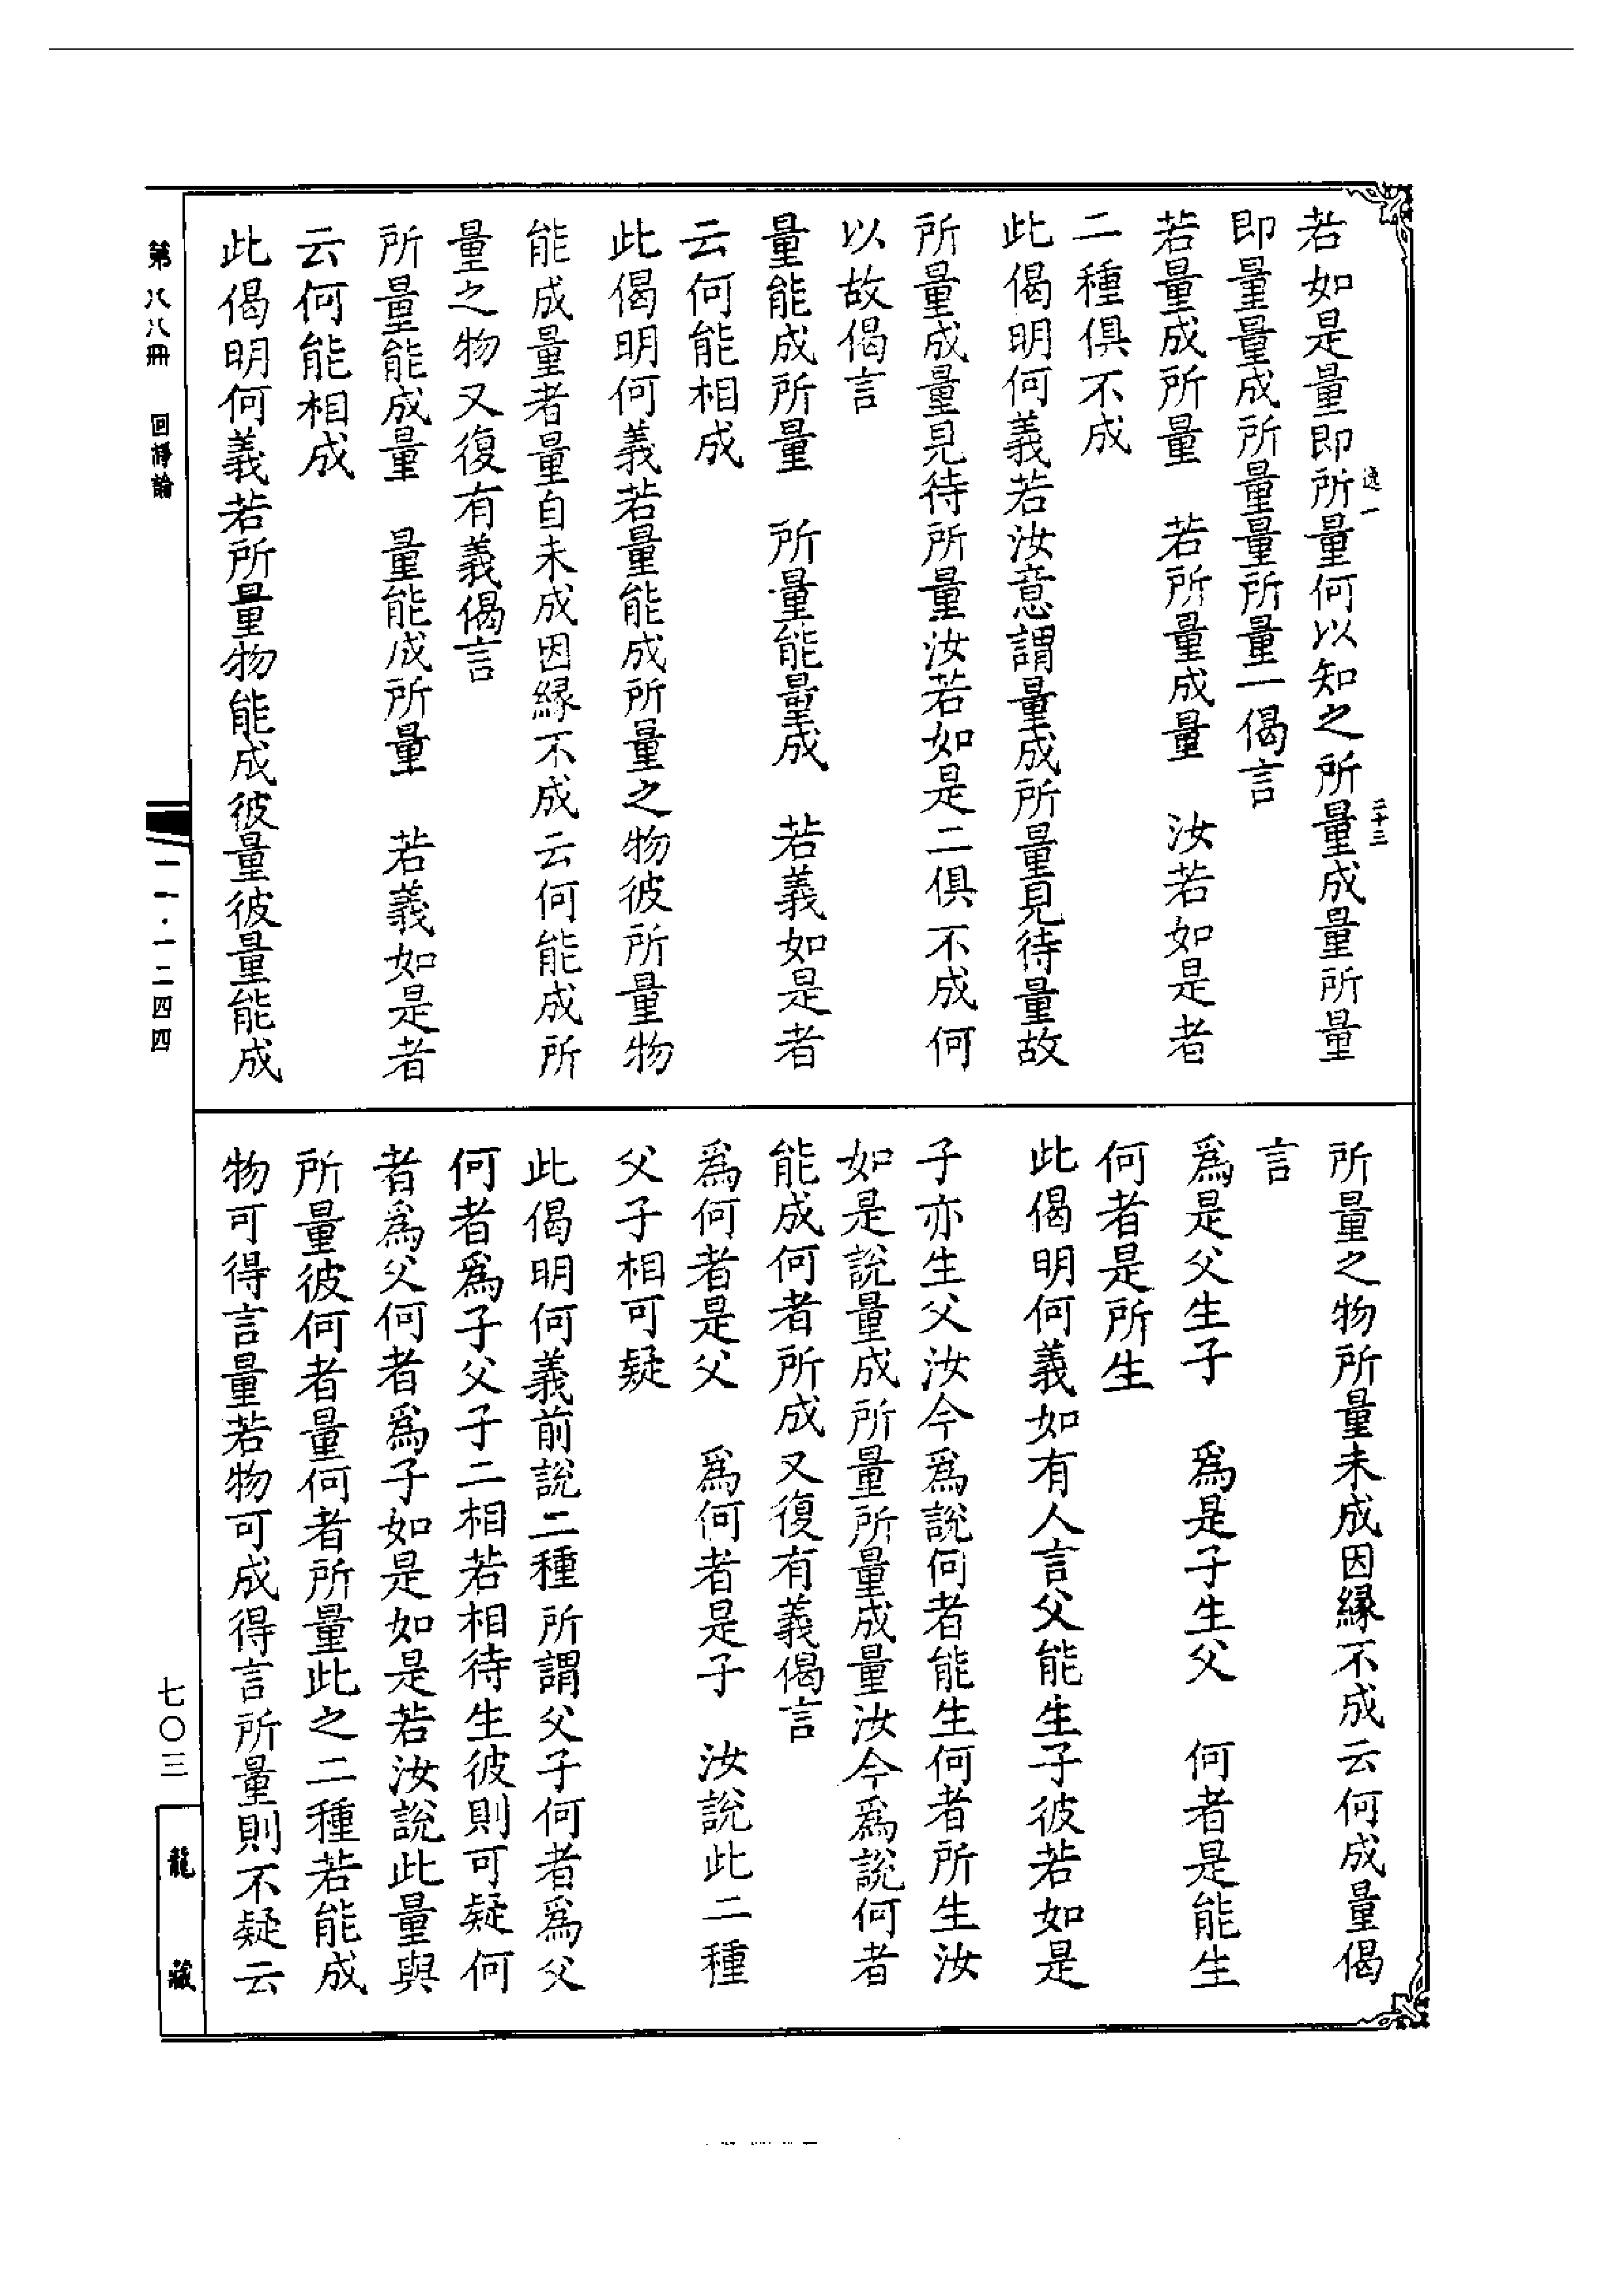 若如是量即所量何以知之所量成量所量
即量量成所量量所量一偈言
若量成所量　若所量成量　汝若如是者
二種俱不成
此偈明何義若汝意謂量成所量見待量故
所量成量見待所量汝若如是二俱不成何
以故偈言
量能成所量　所量能量成　若義如是者
云何能相成
此偈明何義若量能成所量之物彼所量物
能成量者量自未成因緣不成云何能成所
量之物又復有義偈言
所量能成量　量能成所量　若義如是者
云何能相成
此偈明何義若所量物能成彼量彼量能成
所量之物所量未成因緣不成云何成量偈
言
爲是父生子　爲是子生父　何者是能生
何者是所生
此偈明何義如有人言父能生子彼若如是
子亦生父汝今爲說何者能生何者所生汝
如是說量成所量所量成量汝今爲說何者
能成何者所成又復有義偈言
爲何者是父　爲何者是子　汝說此二種
父子相可疑
此偈明何義前說二種所謂父子何者爲父
何者爲子父子二相若相待生彼則可疑何
者爲父何者爲子如是如是若汝說此量與
所量彼何者量何者所量此之二種若能成
物可得言量若物可成得言所量則不疑云
二十三
第八八冊　回諍論
一一·一二四四
七〇三
龍藏